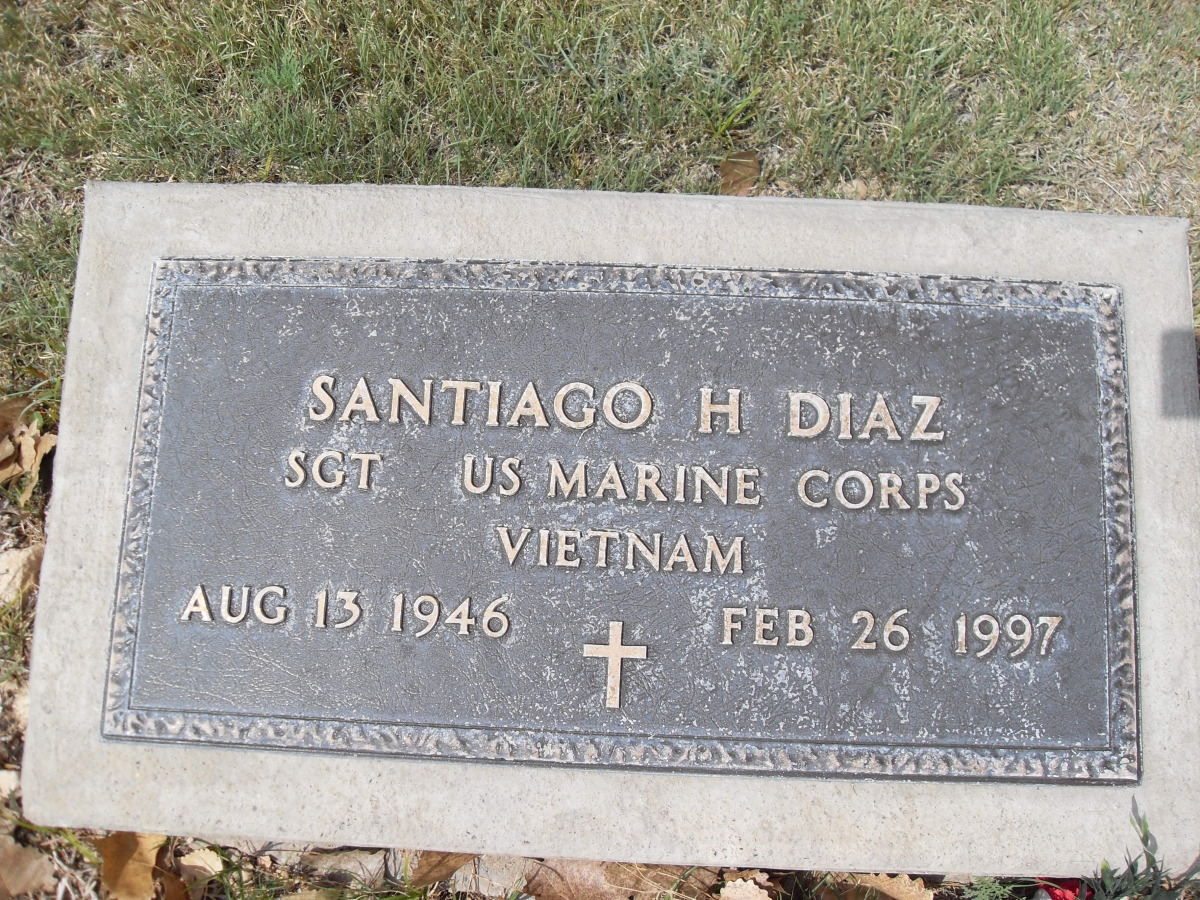 SANTIAGO H DIAZ
SGT US MARINE CORPS
VIETNAM
AUG 13 1946 FEB 26 1997